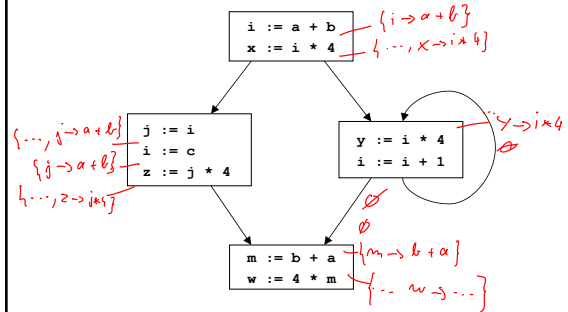 i := a + b
x := i * 4
{i → a + b}
{..., x → i * 4}
j := i
i := c
z := j * 4
{..., j → a + b}
{j → a + b}
{..., z → j * 4}
y := i * 4
i := i + 1
... y → i * 4
∅
∅
∅
m := b + a
w := 4 * m
{m → b + a}
{... w → ...}